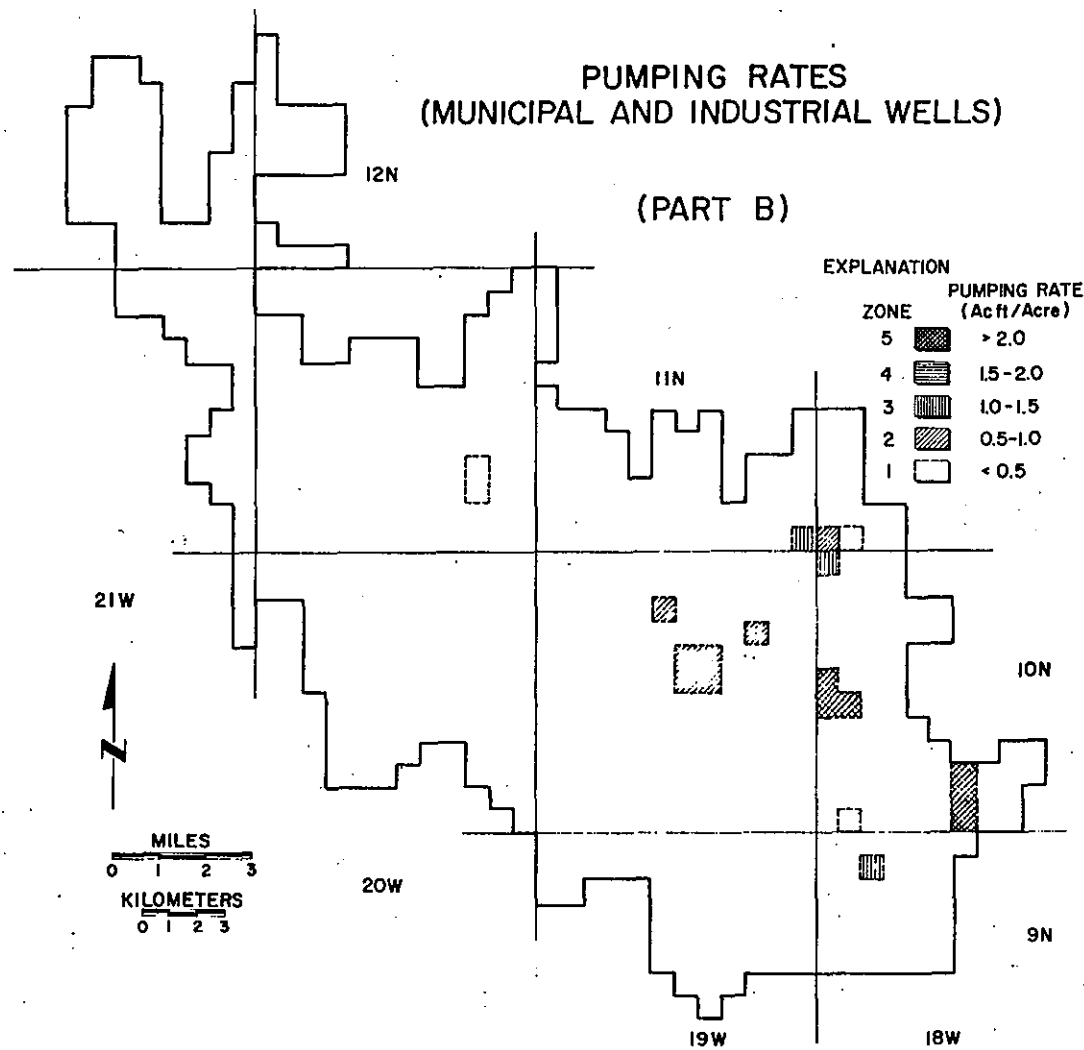 PUMPING RATES
(MUNICIPAL AND INDUSTRIAL WELLS)
12N
(PART B)
EXPLANATION
ZONE PUMPING RATE
(Ac ft/Acre)
5 > 2.0
4 1.5-2.0
11N
3 1.0-1.5
2 0.5-1.0
1 < 0.5
21W
10N
N
MILES
0 1 2 3
20W
KILOMETERS
0 1 2 3
9N
19W 18W